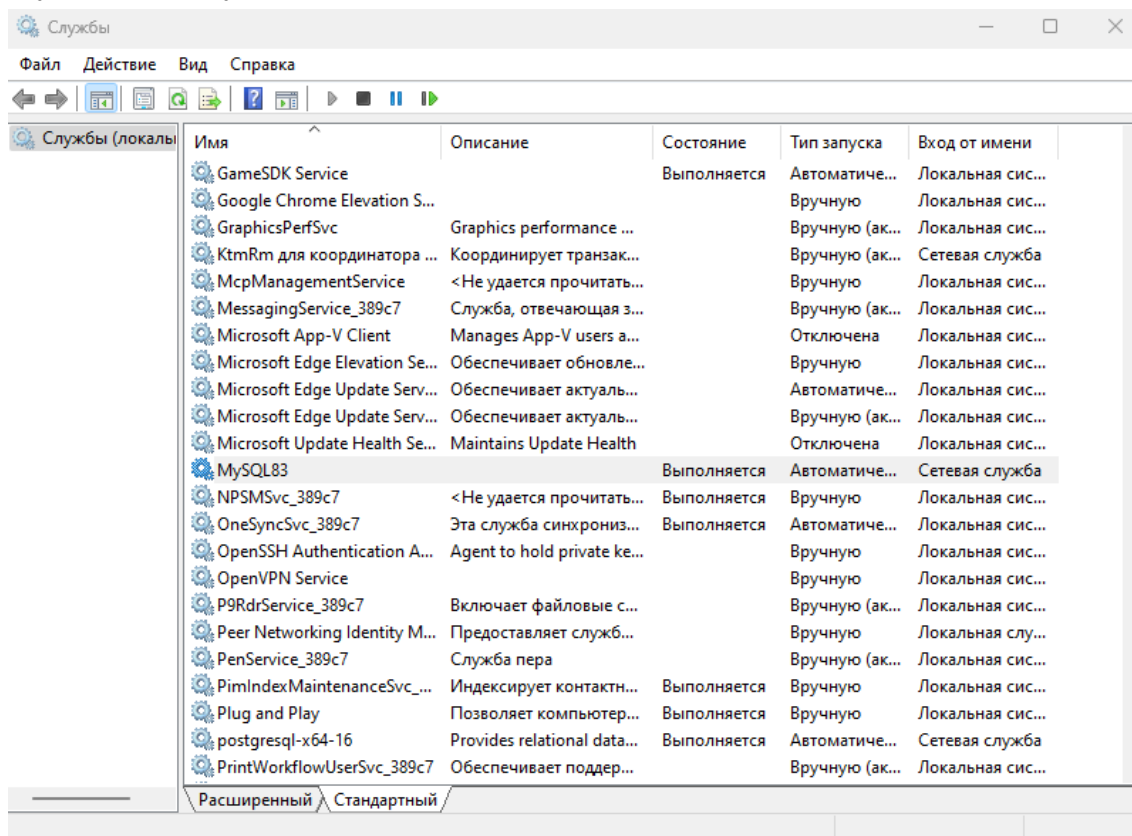 Службы
Файл Действие Вид Справка
Службы (локаль
Имя Описание Состояние Тип запуска Вход от имени
GameSDK Service Выполняется Автоматиче... Локальная сис...
Google Chrome Elevation S... Вручную Локальная сис...
GraphicsPerfSvc Graphics performance ... Вручную (ак... Локальная сис...
KtmRm для координатора ... Координирует транзак... Вручную (ак... Сетевая служба
McpManagementService <Не удается прочитать... Вручную Локальная сис...
MessagingService_389c7 Служба, отвечающая з... Вручную (ак... Локальная сис...
Microsoft App-V Client Manages App-V users a... Отключена Локальная сис...
Microsoft Edge Elevation Se... Обеспечивает обновле... Вручную Локальная сис...
Microsoft Edge Update Serv... Обеспечивает актуаль... Автоматиче... Локальная сис...
Microsoft Edge Update Serv... Обеспечивает актуаль... Вручную (ак... Локальная сис...
Microsoft Update Health Se... Maintains Update Health Отключена Локальная сис...
MySQL83 Выполняется Автоматиче... Сетевая служба
NPSMSvc_389c7 <Не удается прочитать... Выполняется Вручную Локальная сис...
OneSyncSvc_389c7 Эта служба синхрониз... Выполняется Автоматиче... Локальная сис...
OpenSSH Authentication A... Agent to hold private ke... Вручную Локальная сис...
OpenVPN Service Вручную Локальная сис...
P9RdrService_389c7 Включает файловые с... Вручную (ак... Локальная сис...
Peer Networking Identity M... Предоставляет служб... Вручную Локальная слу...
PenService_389c7 Служба пера Вручную (ак... Локальная сис...
PimIndexMaintenanceSvc_... Индексирует контактн... Выполняется Вручную Локальная сис...
Plug and Play Позволяет компьютер... Выполняется Вручную Локальная сис...
postgresql-x64-16 Provides relational data... Выполняется Автоматиче... Сетевая служба
PrintWorkflowUserSvc_389c7 Обеспечивает поддер... Вручную (ак... Локальная сис...
Расширенный Стандартный